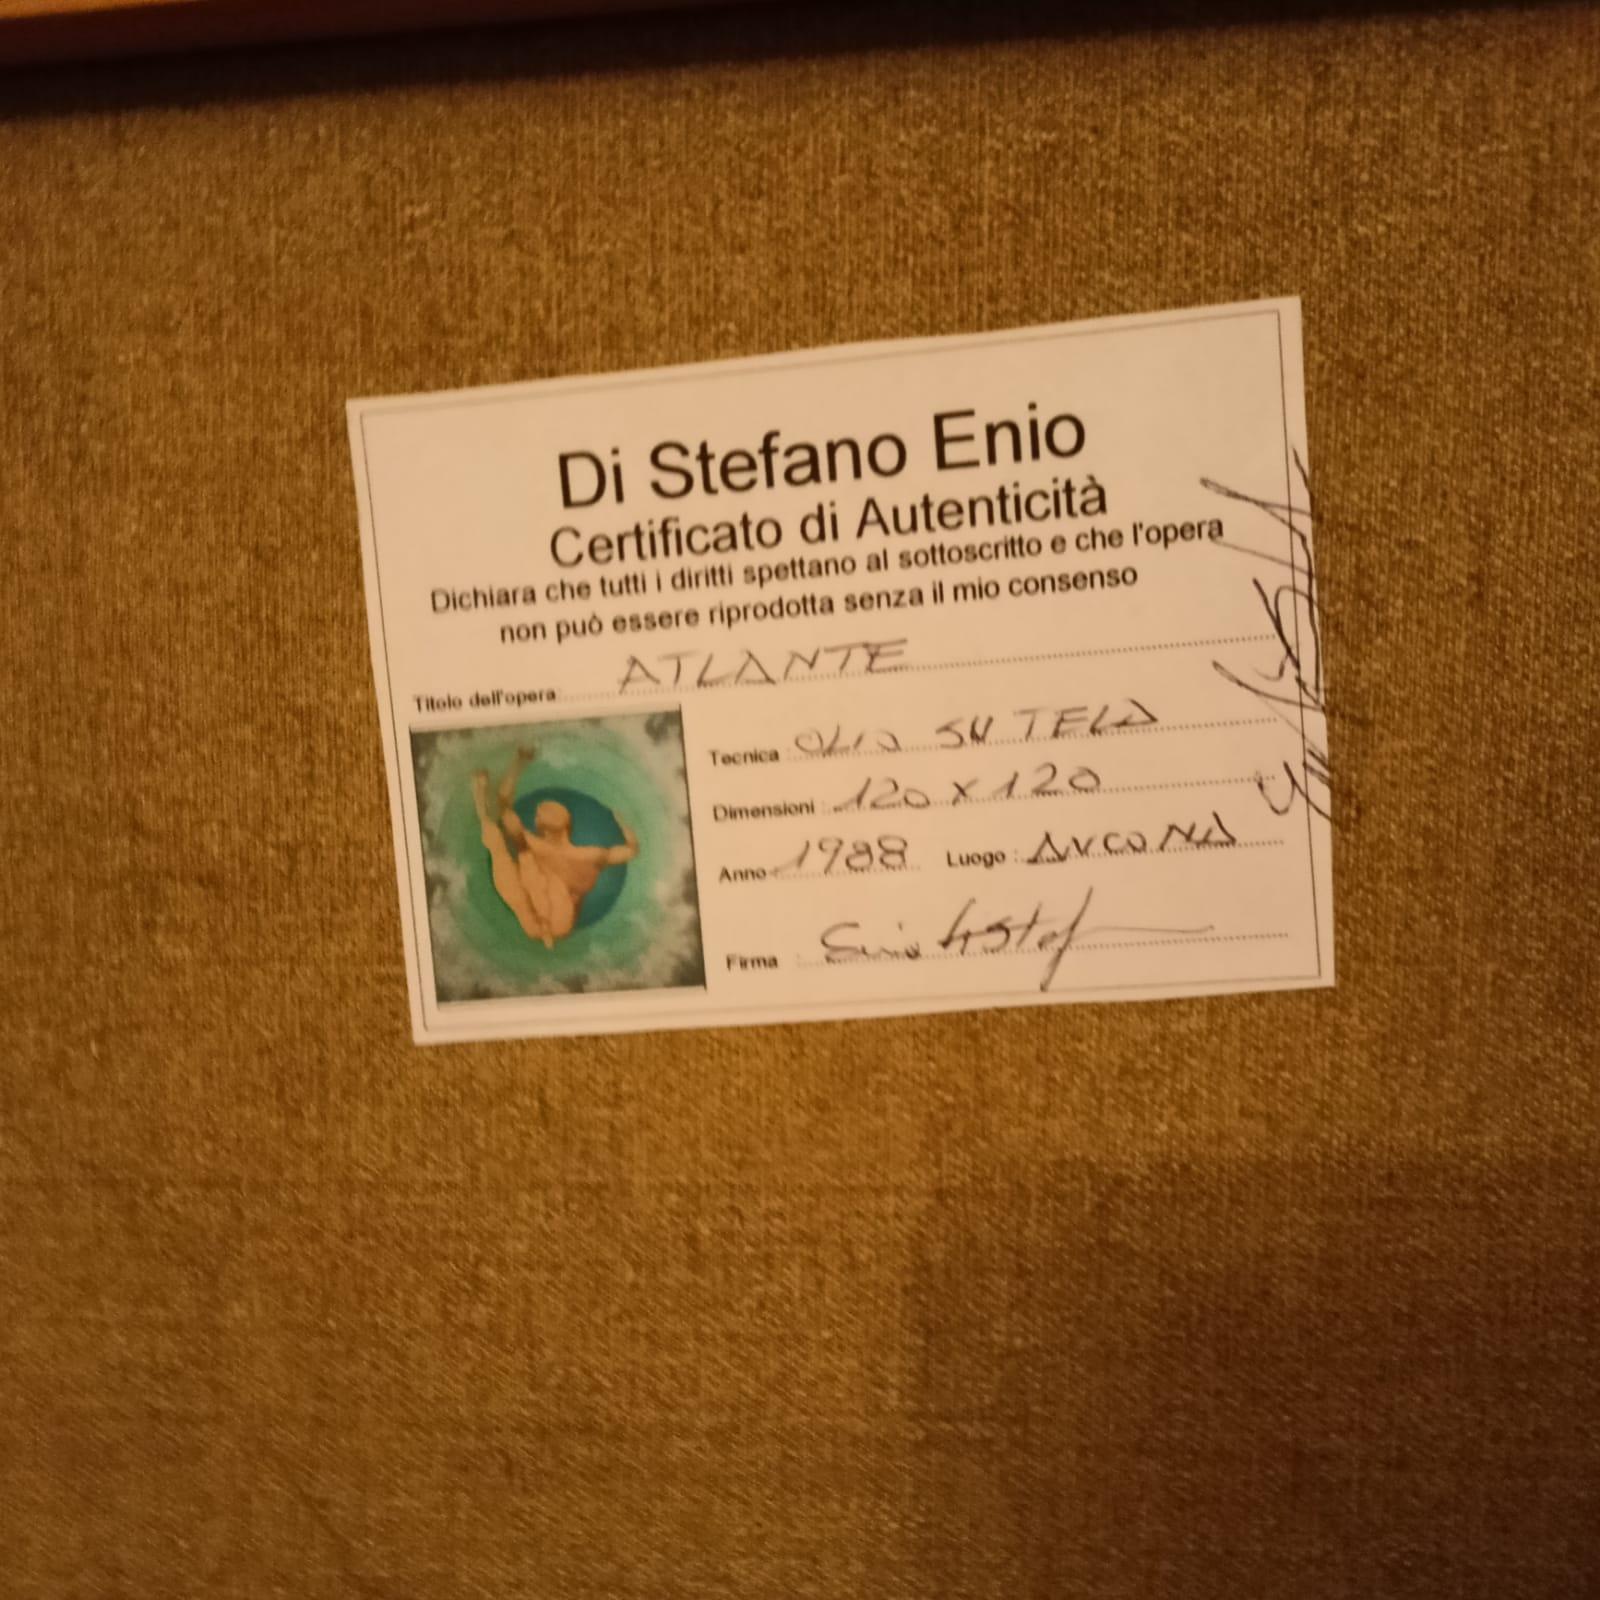 Di Stefano Enio
Certificato di Autenticità
Dichiara che tutti i diritti spettano al sottoscritto e che l'opera
non può essere riprodotta senza il mio consenso
Titolo dell'opera: ATLANTE
Tecnica : OLIO SU TELA
Dimensioni : 120 x 120
Anno : 1988 Luogo : ANCONA
Firma :